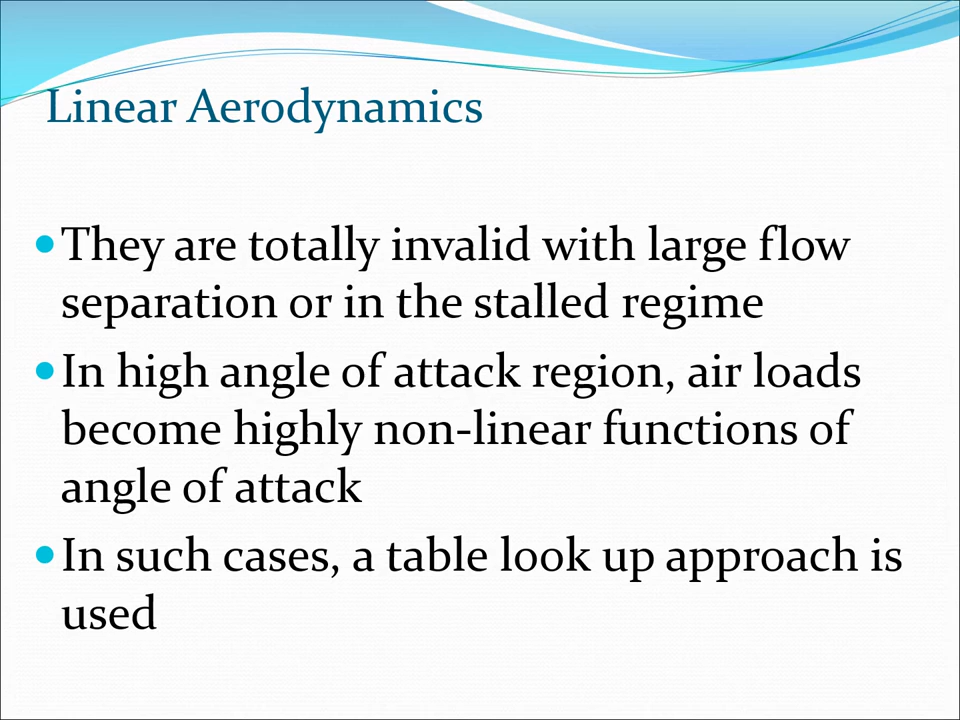 Linear Aerodynamics
They are totally invalid with large flow
separation or in the stalled regime
In high angle of attack region, air loads
become highly non-linear functions of
angle of attack
In such cases, a table look up approach is
used